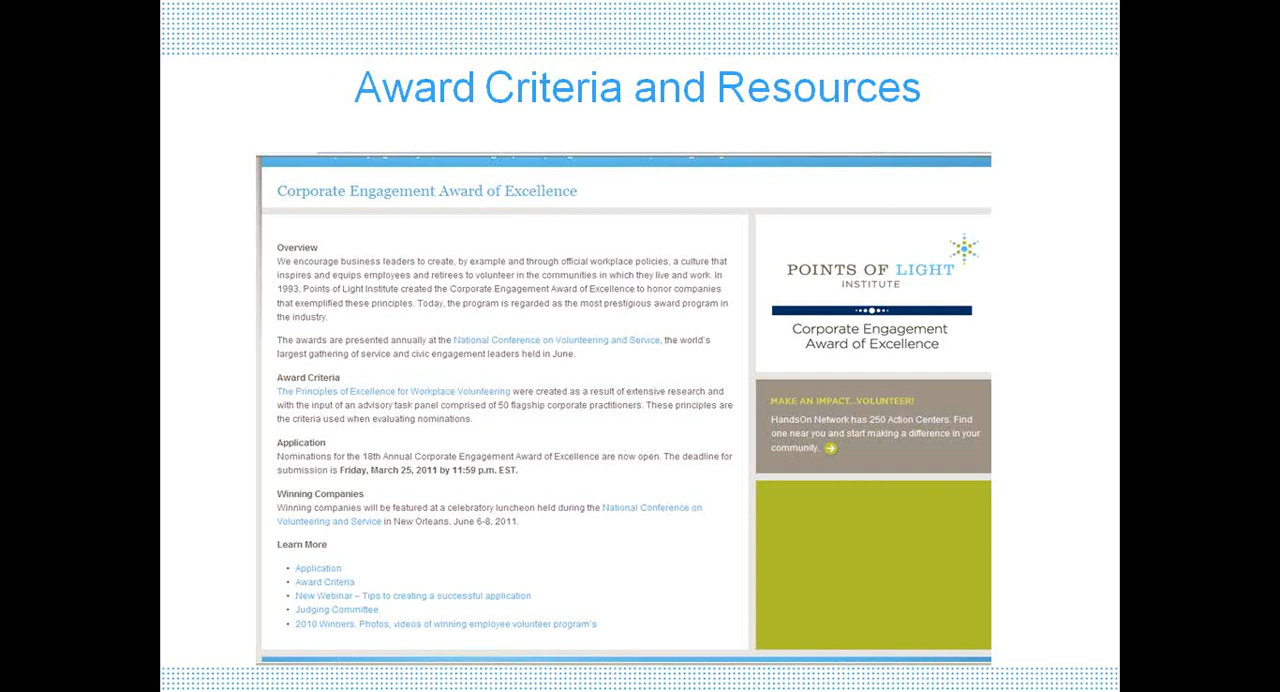 Award Criteria and Resources
Corporate Engagement Award of Excellence
Overview
We encourage business leaders to create, by example and through official workplace policies, a culture that
inspires and equips employees and retirees to volunteer in the communities in which they live and work. In
1993, Points of Light Institute created the Corporate Engagement Award of Excellence to honor companies
that exemplified these principles. Today, the program is regarded as the most prestigious award program in
the industry.
The awards are presented annually at the National Conference on Volunteering and Service, the world's
largest gathering of service and civic engagement leaders held in June.
Award Criteria
The Principles of Excellence for Workplace Volunteering were created as a result of extensive research and
with the input of an advisory task panel comprised of 50 flagship corporate practitioners. These principles are
the criteria used when evaluating nominations.
Application
Nominations for the 18th Annual Corporate Engagement Award of Excellence are now open. The deadline for
submission is Friday, March 25, 2011 by 11:59 p.m. EST.
Winning Companies
Winning companies will be featured at a celebratory luncheon held during the National Conference on
Volunteering and Service in New Orleans, June 6-8, 2011.
Learn More
• Application
• Award Criteria
• New Webinar – Tips to creating a successful application
• Judging Committee
• 2010 Winners. Photos, videos of winning employee volunteer program's
POINTS OF LIGHT
INSTITUTE
Corporate Engagement
Award of Excellence
MAKE AN IMPACT...VOLUNTEER!
HandsOn Network has 250 Action Centers. Find
one near you and start making a difference in your
community.